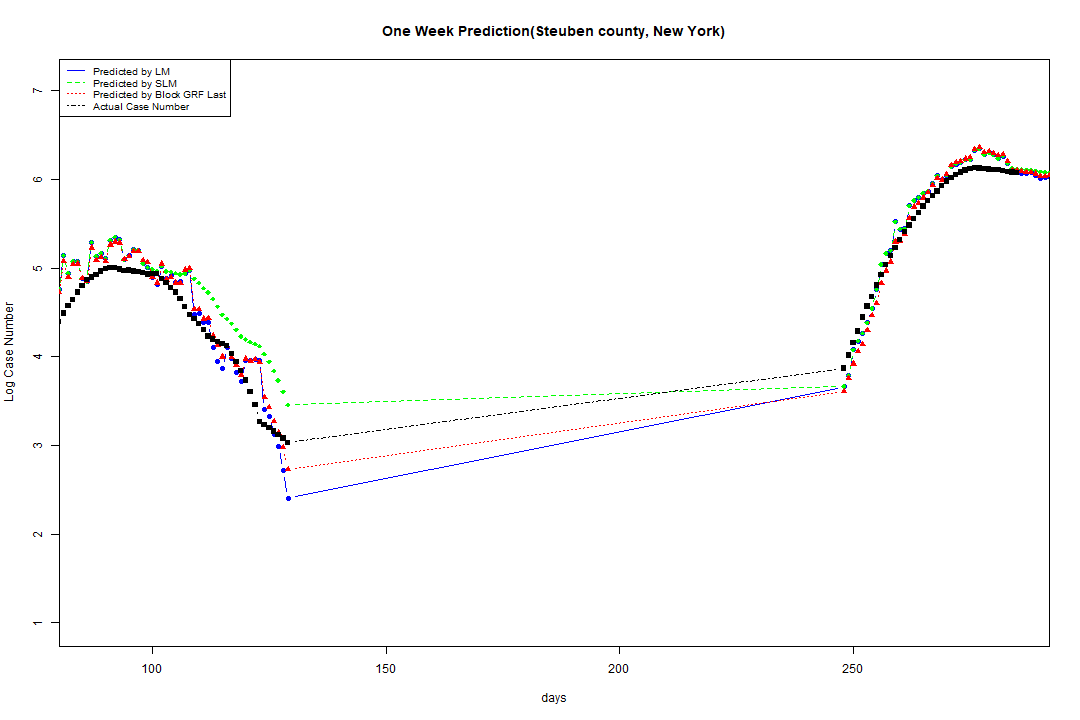 One Week Prediction(Steuben county, New York)
Predicted by LM
Predicted by SLM
Predicted by Block GRF Last
Actual Case Number
7
6
5
4
3
2
1
Log Case Number
100 150 200 250
days